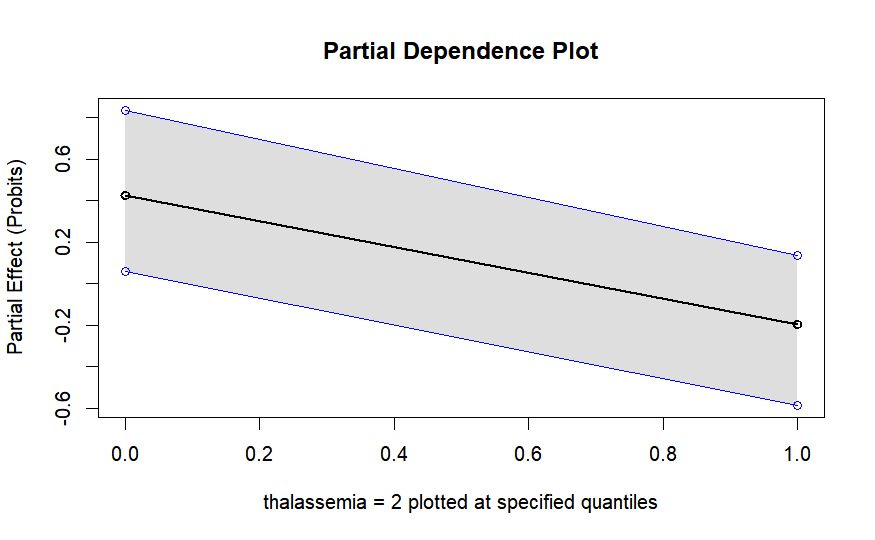 Partial Dependence Plot
Partial Effect (Probits)
0.6
0.2
-0.2
-0.6
0.0 0.2 0.4 0.6 0.8 1.0
thalassemia = 2 plotted at specified quantiles